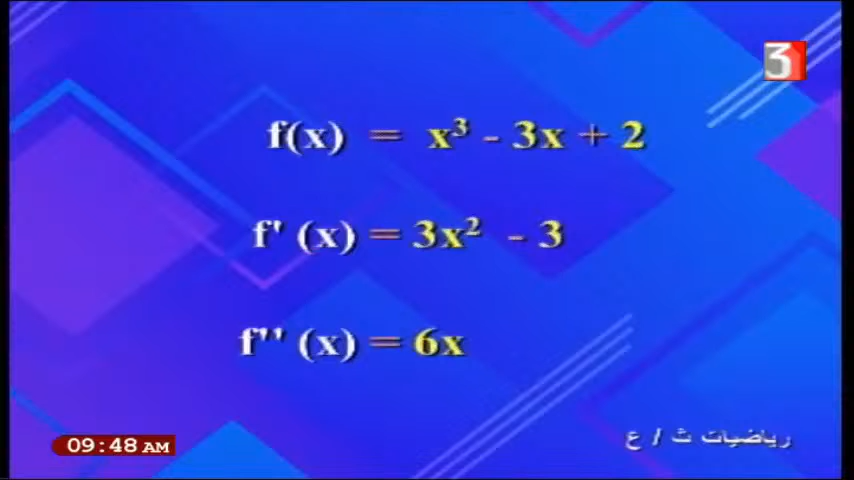 3
f(x) = x³ - 3x + 2
f' (x) = 3x² - 3
f'' (x) = 6x
رياضيات ث / ع
09:48 AM